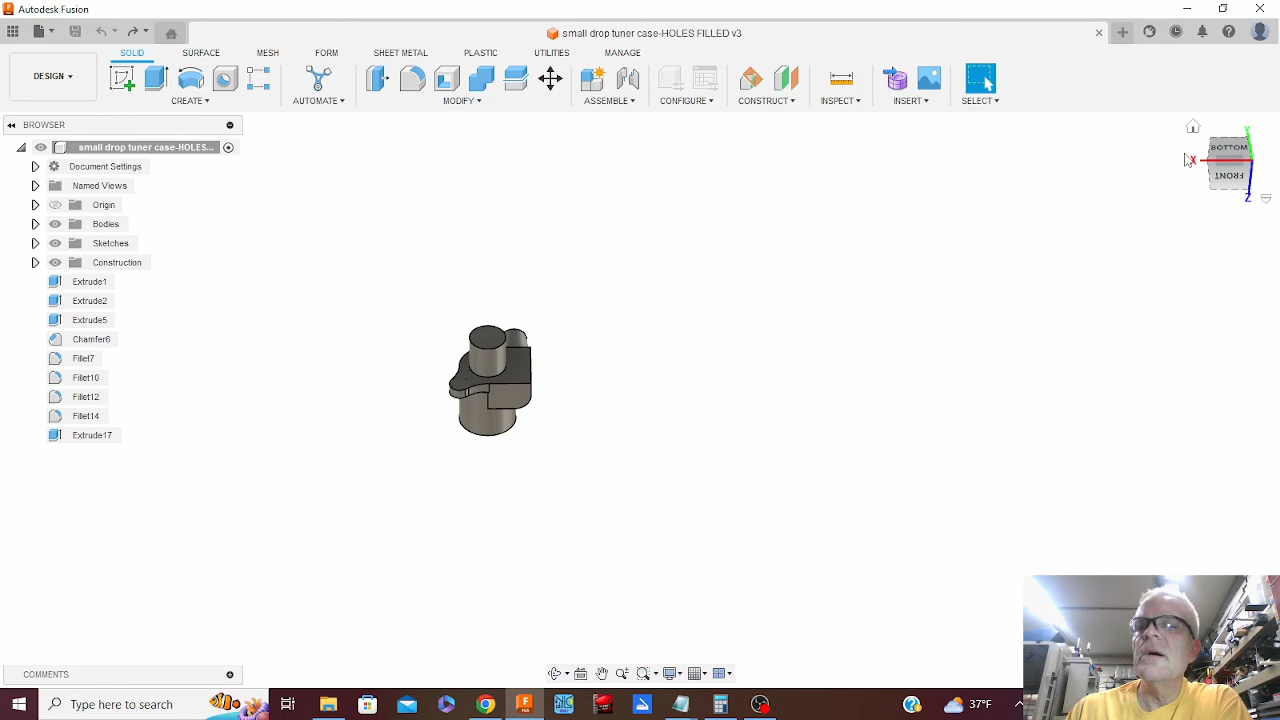 Autodesk Fusion
small drop tuner case-HOLES FILLED v3
SOLID SURFACE MESH FORM SHEET METAL PLASTIC UTILITIES MANAGE
DESIGN
CREATE AUTOMATE MODIFY ASSEMBLE CONFIGURE CONSTRUCT INSPECT INSERT SELECT
BROWSER
small drop tuner case-HOLES...
Document Settings
Named Views
Origin
Bodies
Sketches
Construction
Extrude1
Extrude2
Extrude5
Chamfer6
Fillet7
Fillet10
Fillet12
Fillet14
Extrude17
Y
BOTTOM
X
FRONT
Z
COMMENTS
Type here to search
37°F